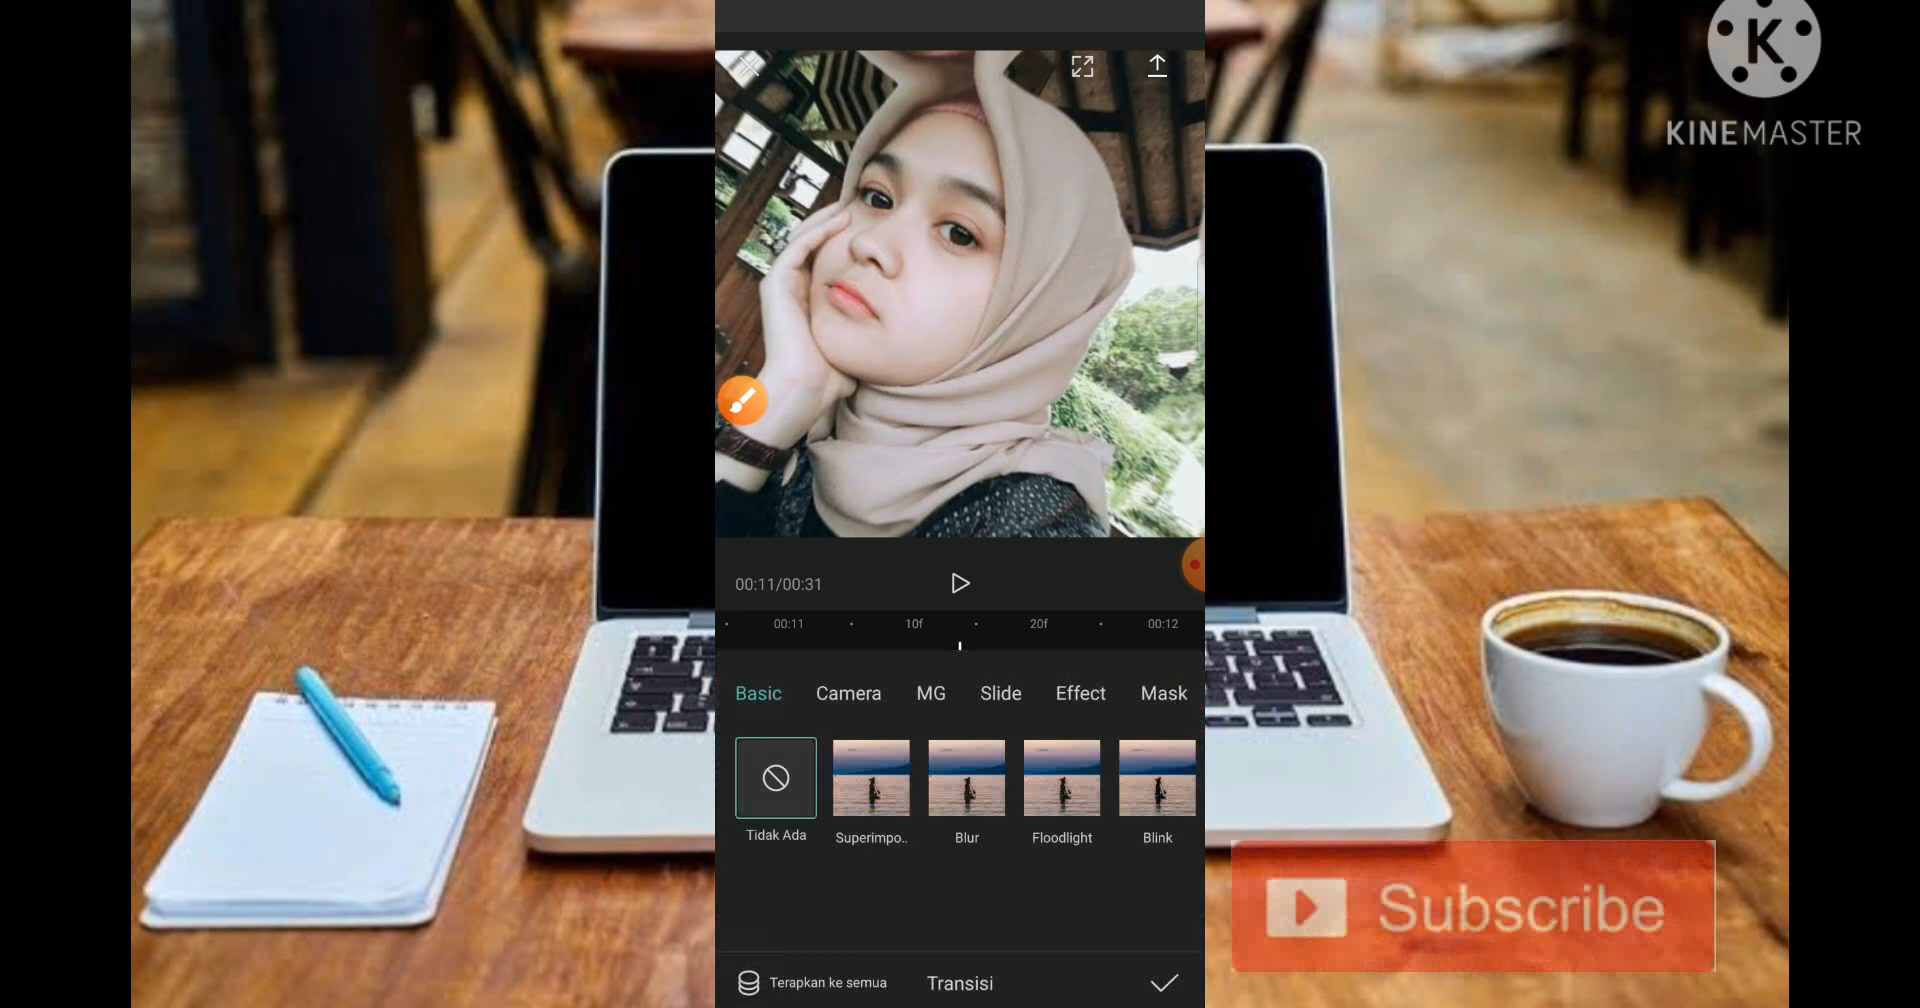 KINEMASTER
00:11/00:31
00:11 10f 20f 00:12
Basic Camera MG Slide Effect Mask
Tidak Ada Superimpo.. Blur Floodlight Blink
Subscribe
Terapkan ke semua Transisi